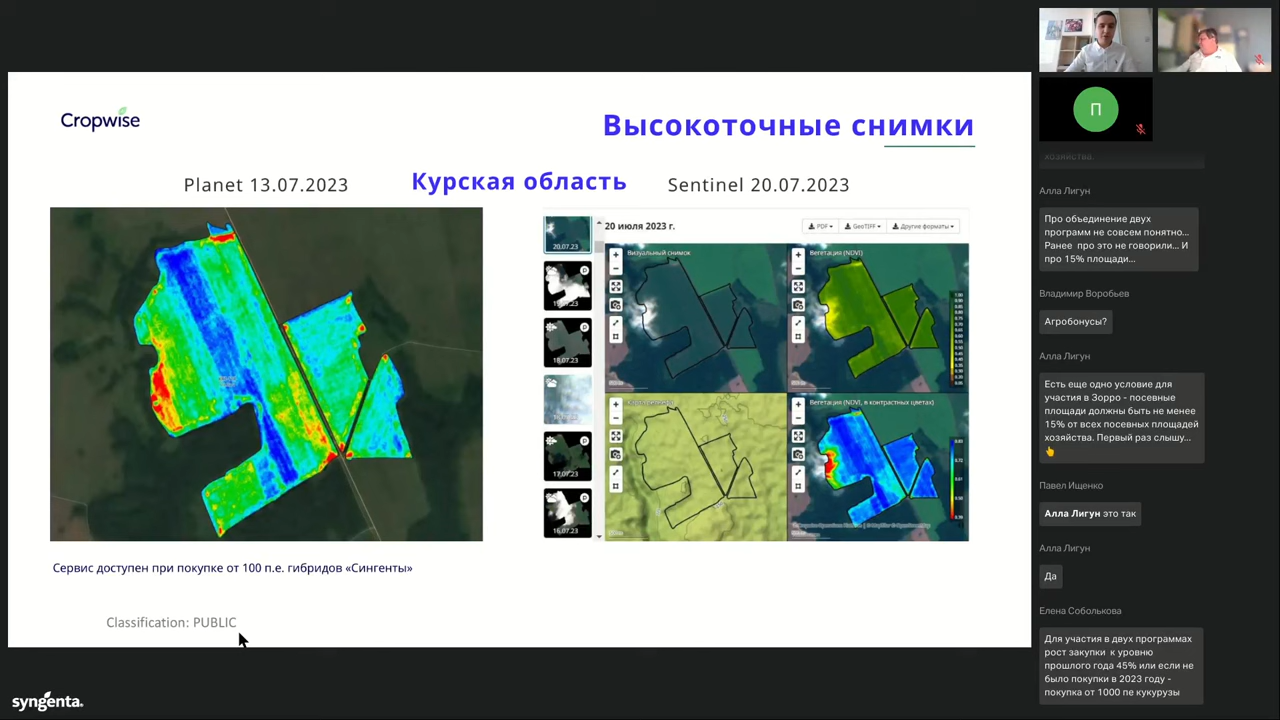 Cropwise
Высокоточные снимки
Planet 13.07.2023
Курская область
Sentinel 20.07.2023
20.07.23
18.07.23
17.07.23
16.07.23
20 июля 2023 г.
PDF
GeoTIFF
Другие форматы
Визуальный снимок
Вегетация (NDVI)
Вегетация (NDVI, в контрастных цветах)
Сервис доступен при покупке от 100 п.е. гибридов «Сингенты»
Classification: PUBLIC
syngenta.
П
хозяйства.
Алла Лигун
Про объединение двух
программ не совсем понятно...
Ранее про это не говорили... И
про 15% площади...
Владимир Воробьев
Агробонусы?
Алла Лигун
Есть еще одно условие для
участия в Зорро - посевные
площади должны быть не менее
15% от всех посевных площадей
хозяйства. Первый раз слышу...
👆
Павел Ищенко
Алла Лигун это так
Алла Лигун
Да
Елена Соболькова
Для участия в двух программах
рост закупки к уровню
прошлого года 45% или если не
было покупки в 2023 году -
покупка от 1000 пе кукурузы